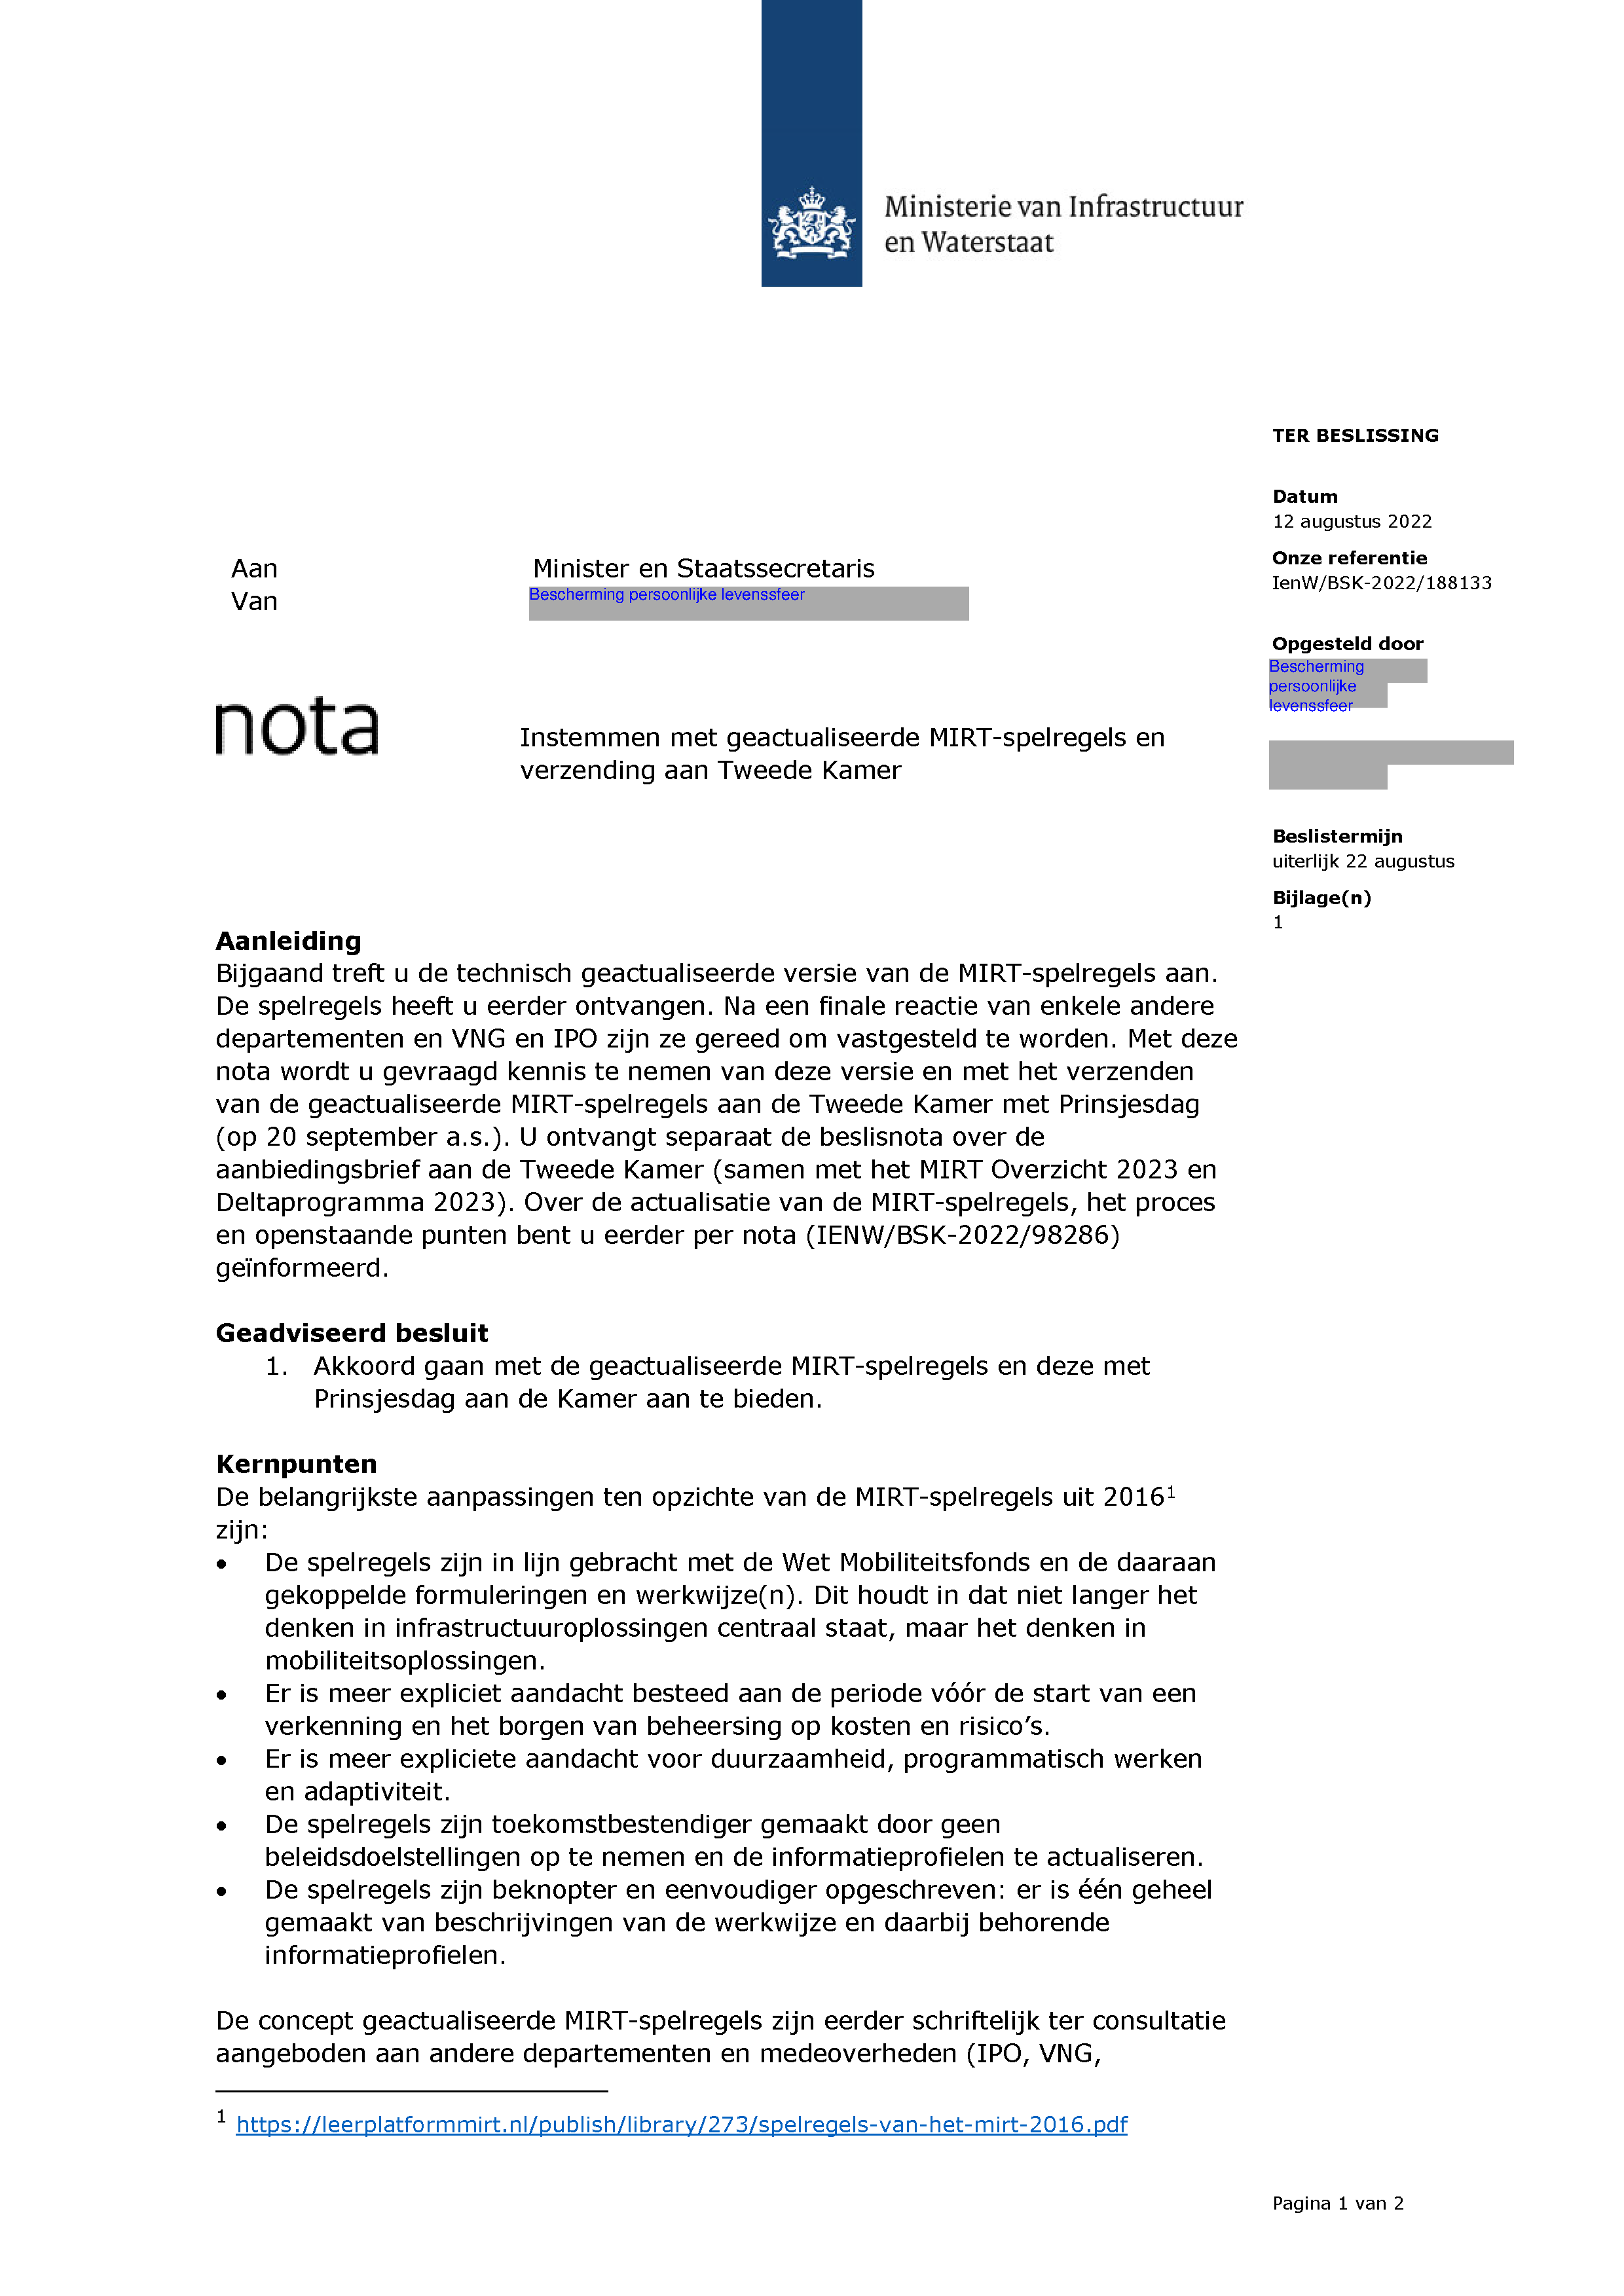 Ministerie van Infrastructuur
en Waterstaat
TER BESLISSING
Datum
12 augustus 2022
Onze referentie
IenW/BSK-2022/188133
Opgesteld door
Bescherming
persoonlijke
levenssfeer
Beslistermijn
uiterlijk 22 augustus
Bijlage(n)
1
Aan Minister en Staatssecretaris
Van Bescherming persoonlijke levenssfeer
nota
Instemmen met geactualiseerde MIRT-spelregels en
verzending aan Tweede Kamer
Aanleiding
Bijgaand treft u de technisch geactualiseerde versie van de MIRT-spelregels aan.
De spelregels heeft u eerder ontvangen. Na een finale reactie van enkele andere
departementen en VNG en IPO zijn ze gereed om vastgesteld te worden. Met deze
nota wordt u gevraagd kennis te nemen van deze versie en met het verzenden
van de geactualiseerde MIRT-spelregels aan de Tweede Kamer met Prinsjesdag
(op 20 september a.s.). U ontvangt separaat de beslisnota over de
aanbiedingsbrief aan de Tweede Kamer (samen met het MIRT Overzicht 2023 en
Deltaprogramma 2023). Over de actualisatie van de MIRT-spelregels, het proces
en openstaande punten bent u eerder per nota (IENW/BSK-2022/98286)
geïnformeerd.
Geadviseerd besluit
1. Akkoord gaan met de geactualiseerde MIRT-spelregels en deze met
Prinsjesdag aan de Kamer aan te bieden.
Kernpunten
De belangrijkste aanpassingen ten opzichte van de MIRT-spelregels uit 2016¹
zijn:
• De spelregels zijn in lijn gebracht met de Wet Mobiliteitsfonds en de daaraan
gekoppelde formuleringen en werkwijze(n). Dit houdt in dat niet langer het
denken in infrastructuuroplossingen centraal staat, maar het denken in
mobiliteitsoplossingen.
• Er is meer expliciet aandacht besteed aan de periode vóór de start van een
verkenning en het borgen van beheersing op kosten en risico’s.
• Er is meer expliciete aandacht voor duurzaamheid, programmatisch werken
en adaptiviteit.
• De spelregels zijn toekomstbestendiger gemaakt door geen
beleidsdoelstellingen op te nemen en de informatieprofielen te actualiseren.
• De spelregels zijn beknopter en eenvoudiger opgeschreven: er is één geheel
gemaakt van beschrijvingen van de werkwijze en daarbij behorende
informatieprofielen.
De concept geactualiseerde MIRT-spelregels zijn eerder schriftelijk ter consultatie
aangeboden aan andere departementen en medeoverheden (IPO, VNG,
¹ https://leerplatformmirt.nl/publish/library/273/spelregels-van-het-mirt-2016.pdf
Pagina 1 van 2